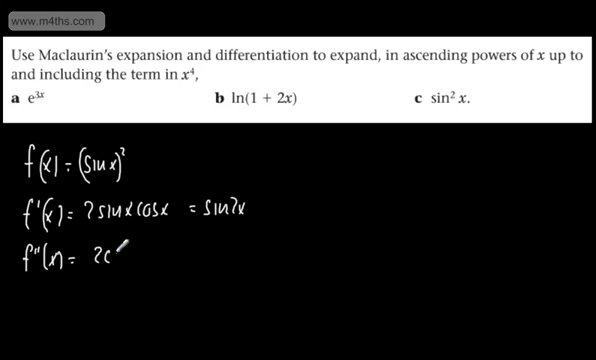 www.m4ths.com
Use Maclaurin's expansion and differentiation to expand, in ascending powers of x up to
and including the term in x⁴,
a e³ˣ b ln(1 + 2x) c sin² x.
f(x) = (sin x)²
f'(x) = 2 sin x cos x = sin 2x
f''(x) = 2c